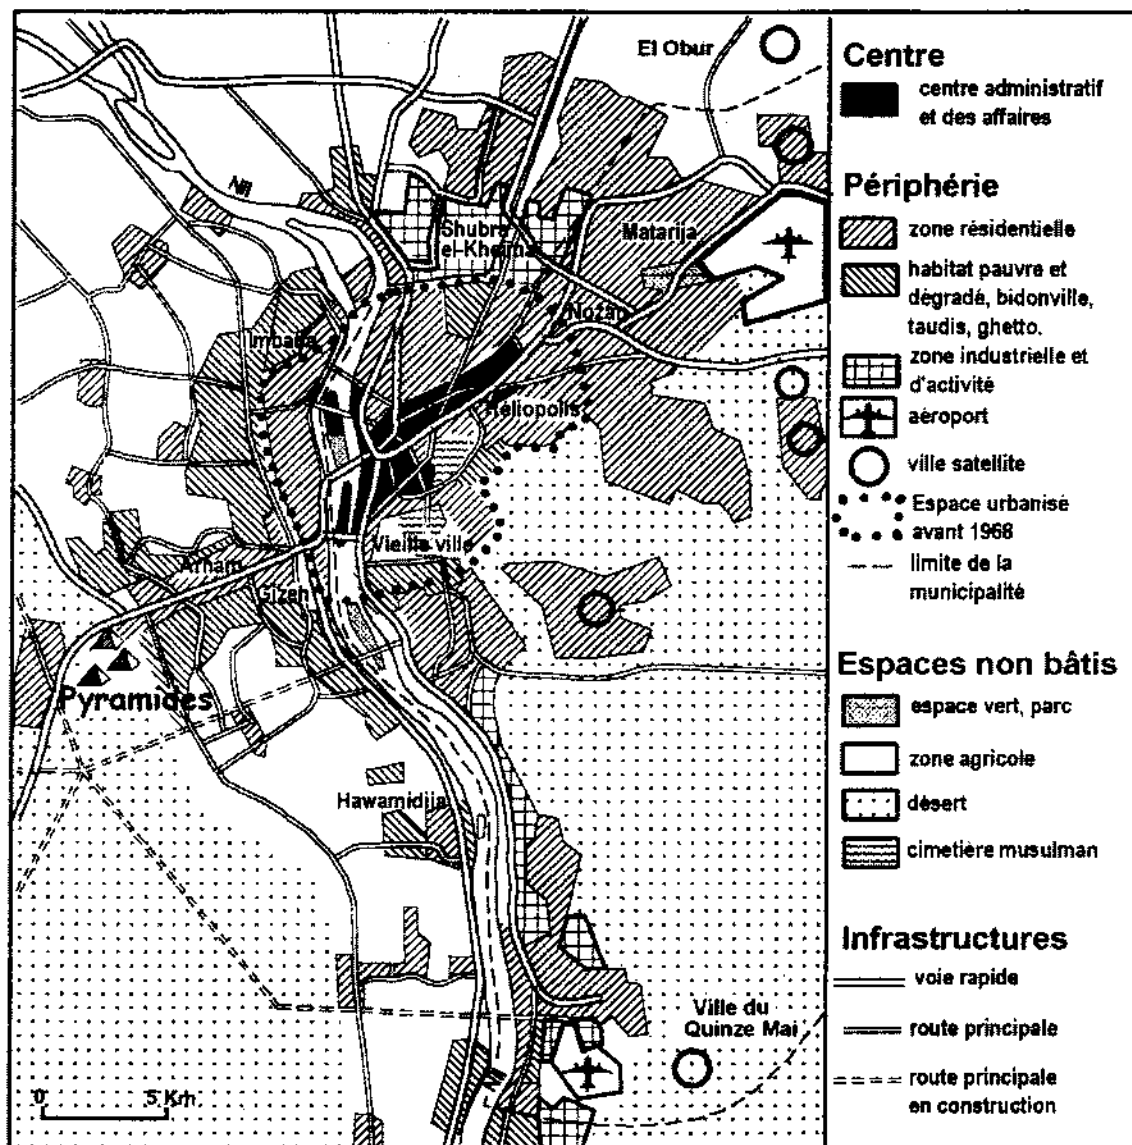 El Obur
Nil
Shubra
el-Kheima
Matarija
Nozha
Imbaba
Héliopolis
Vieille ville
Arham
Gizeh
Pyramides
Hawamidija
Ville du
Quinze Mai
Nil
0 5 Km
Centre
centre administratif
et des affaires
Périphérie
zone résidentielle
habitat pauvre et
dégradé, bidonville,
taudis, ghetto.
zone industrielle et
d'activité
aéroport
ville satellite
Espace urbanisé
avant 1968
limite de la
municipalité
Espaces non bâtis
espace vert, parc
zone agricole
désert
cimetière musulman
Infrastructures
voie rapide
route principale
route principale
en construction